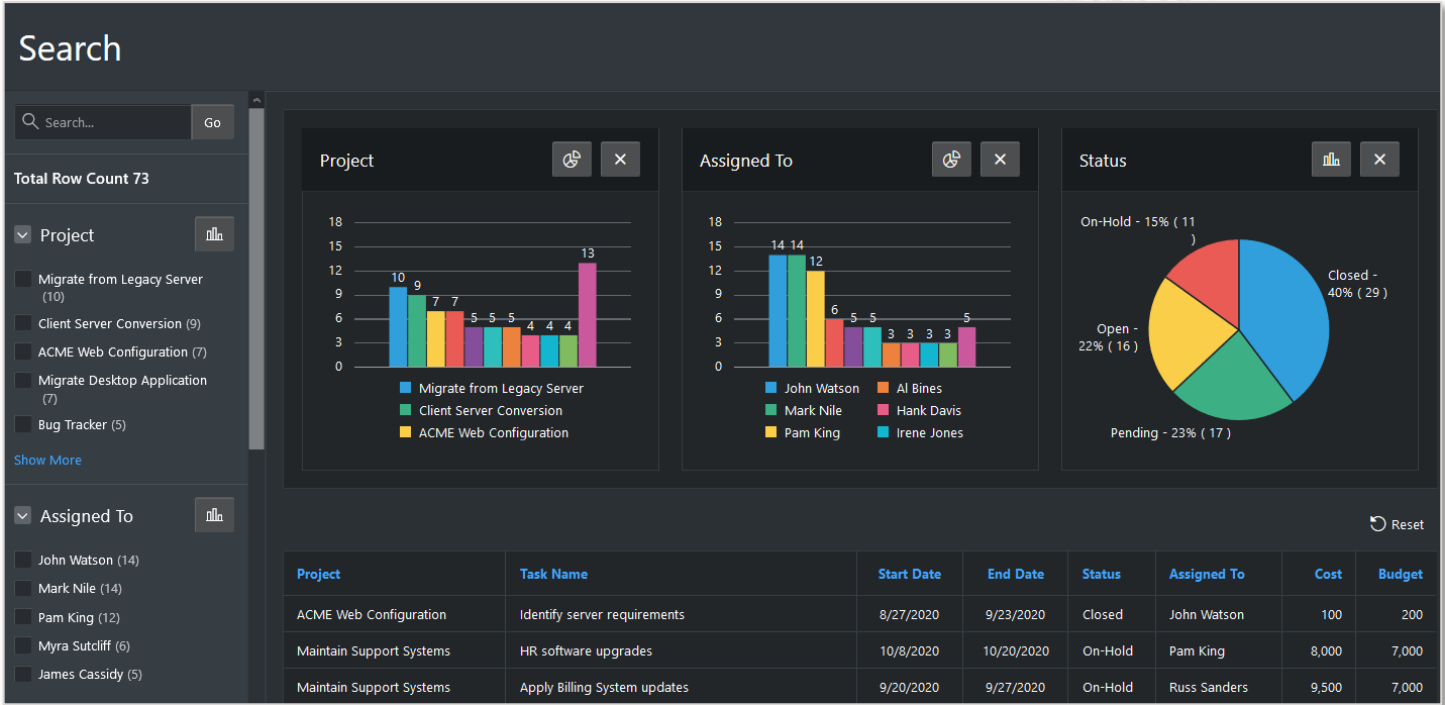 Search
Search...
Go
Total Row Count 73
Project
Migrate from Legacy Server
(10)
Client Server Conversion (9)
ACME Web Configuration (7)
Migrate Desktop Application
(7)
Bug Tracker (5)
Show More
Assigned To
John Watson (14)
Mark Nile (14)
Pam King (12)
Myra Sutcliff (6)
James Cassidy (5)
Project
18
15
12
9
6
3
0
10
9
7
7
5
5
5
4
4
4
13
Migrate from Legacy Server
Client Server Conversion
ACME Web Configuration
Assigned To
18
15
12
9
6
3
0
14
14
12
6
5
5
3
3
3
3
5
John Watson
Al Bines
Mark Nile
Hank Davis
Pam King
Irene Jones
Status
On-Hold - 15% ( 11
)
Closed -
40% ( 29 )
Open -
22% ( 16 )
Pending - 23% ( 17 )
Reset
Project Task Name Start Date End Date Status Assigned To Cost Budget
ACME Web Configuration Identify server requirements 8/27/2020 9/23/2020 Closed John Watson 100 200
Maintain Support Systems HR software upgrades 10/8/2020 10/20/2020 On-Hold Pam King 8,000 7,000
Maintain Support Systems Apply Billing System updates 9/20/2020 9/27/2020 On-Hold Russ Sanders 9,500 7,000